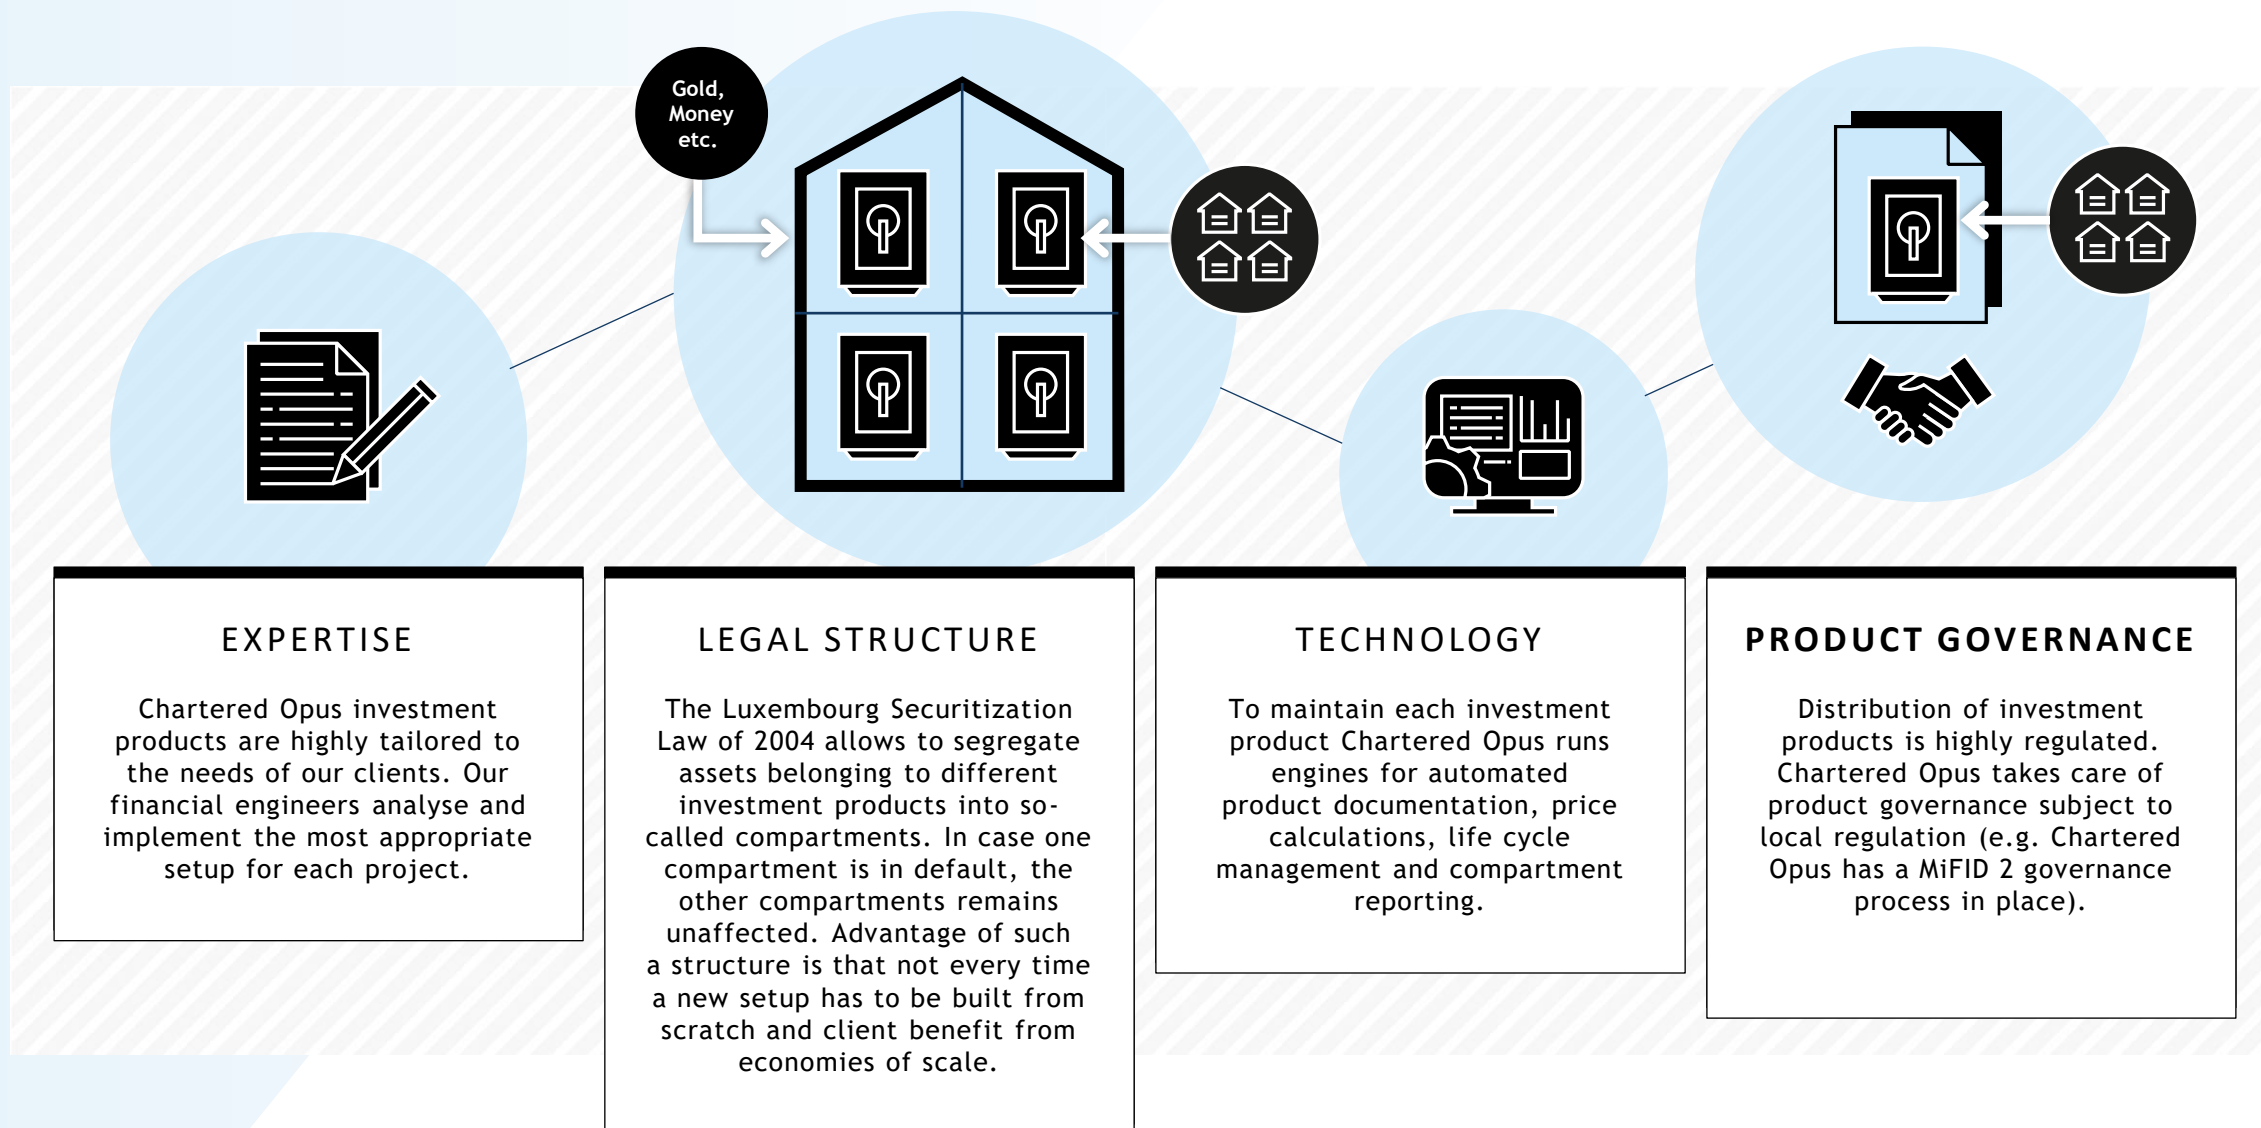 Gold,
Money
etc.
EXPERTISE
Chartered Opus investment
products are highly tailored to
the needs of our clients. Our
financial engineers analyse and
implement the most appropriate
setup for each project.
LEGAL STRUCTURE
The Luxembourg Securitization
Law of 2004 allows to segregate
assets belonging to different
investment products into so-
called compartments. In case one
compartment is in default, the
other compartments remains
unaffected. Advantage of such
a structure is that not every time
a new setup has to be built from
scratch and client benefit from
economies of scale.
TECHNOLOGY
To maintain each investment
product Chartered Opus runs
engines for automated
product documentation, price
calculations, life cycle
management and compartment
reporting.
PRODUCT GOVERNANCE
Distribution of investment
products is highly regulated.
Chartered Opus takes care of
product governance subject to
local regulation (e.g. Chartered
Opus has a MiFID 2 governance
process in place).